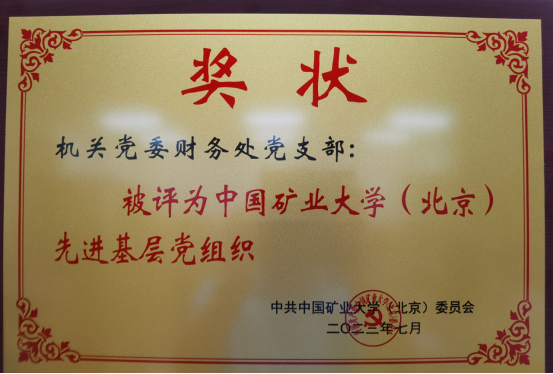 奖状
机关党委财务处党支部：
被评为中国矿业大学（北京）
先进基层党组织
中共中国矿业大学（北京）委员会
二〇二三年七月